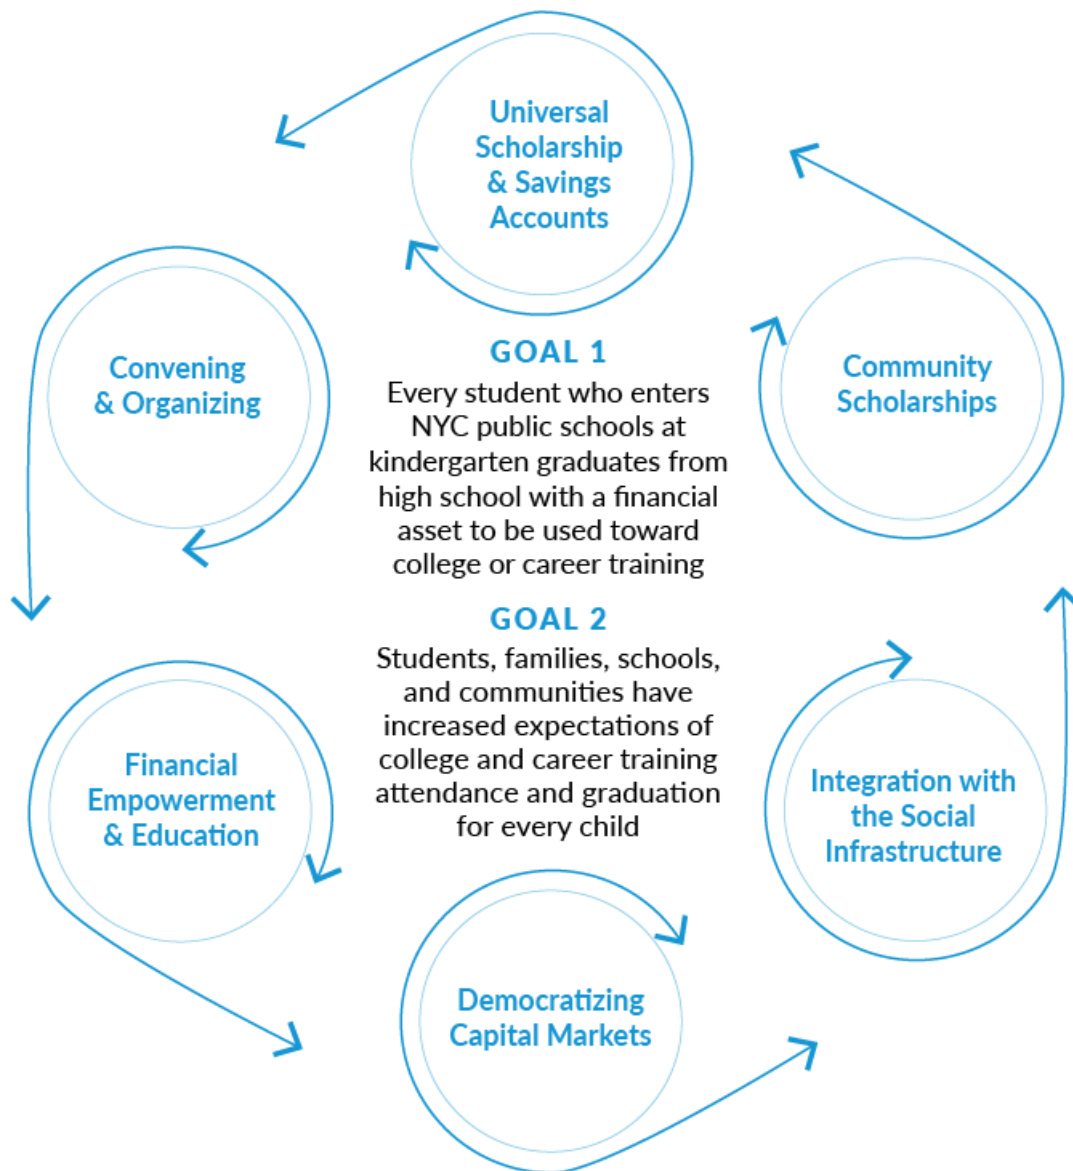 Universal
Scholarship
& Savings
Accounts
Convening
& Organizing
Community
Scholarships
GOAL 1
Every student who enters
NYC public schools at
kindergarten graduates from
high school with a financial
asset to be used toward
college or career training
GOAL 2
Students, families, schools,
and communities have
increased expectations of
college and career training
attendance and graduation
for every child
Financial
Empowerment
& Education
Integration with
the Social
Infrastructure
Democratizing
Capital Markets